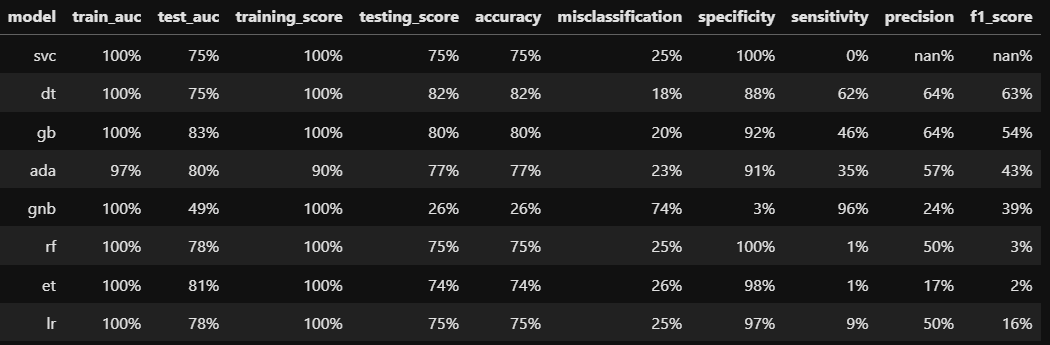 model train_auc test_auc training_score testing_score accuracy misclassification specificity sensitivity precision f1_score
svc 100% 75% 100% 75% 75% 25% 100% 0% nan% nan%
dt 100% 75% 100% 82% 82% 18% 88% 62% 64% 63%
gb 100% 83% 100% 80% 80% 20% 92% 46% 64% 54%
ada 97% 80% 90% 77% 77% 23% 91% 35% 57% 43%
gnb 100% 49% 100% 26% 26% 74% 3% 96% 24% 39%
rf 100% 78% 100% 75% 75% 25% 100% 1% 50% 3%
et 100% 81% 100% 74% 74% 26% 98% 1% 17% 2%
lr 100% 78% 100% 75% 75% 25% 97% 9% 50% 16%